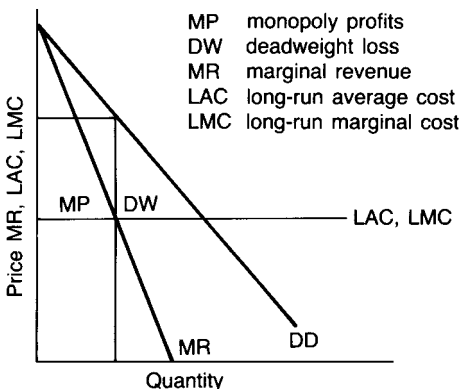 MP monopoly profits
DW deadweight loss
MR marginal revenue
LAC long-run average cost
LMC long-run marginal cost
Price MR, LAC, LMC
MP DW
LAC, LMC
MR
DD
Quantity